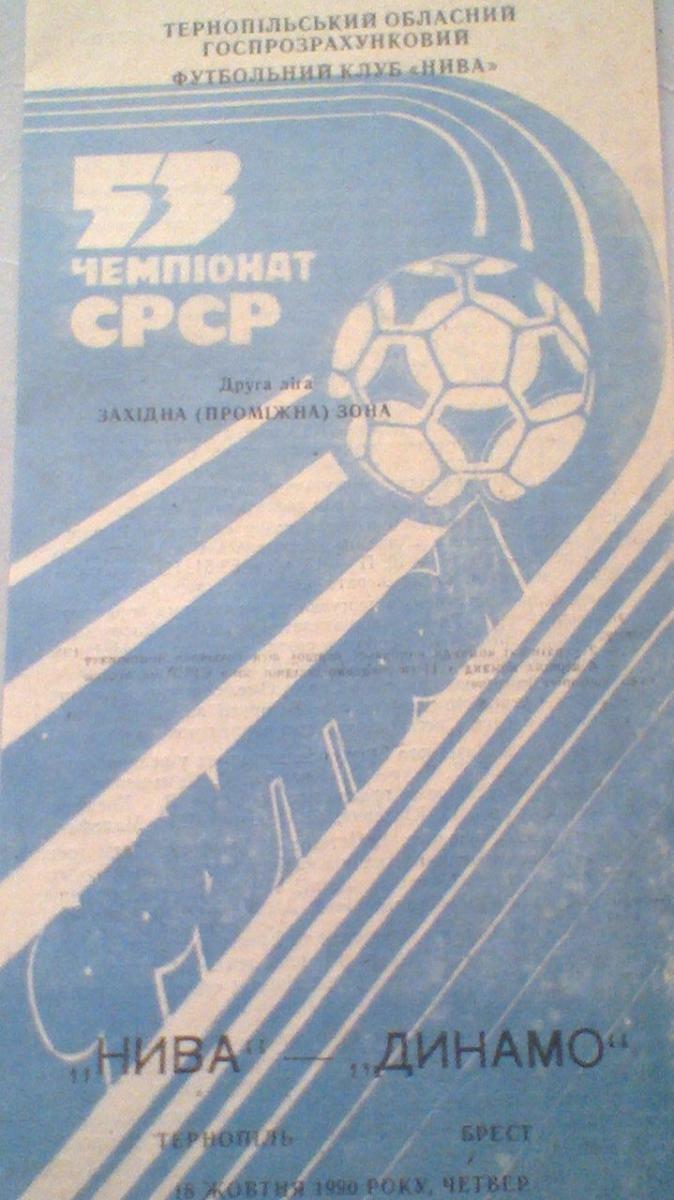 ТЕРНОПІЛЬСЬКИЙ ОБЛАСНИЙ
ГОСПРОЗРАХУНКОВИЙ
ФУТБОЛЬНИЙ КЛУБ «НИВА»
53
ЧЕМПІОНАТ
СРСР
Друга ліга
ЗАХІДНА (ПРОМІЖНА) ЗОНА
„НИВА“ — „ДИНАМО“
ТЕРНОПІЛЬ БРЕСТ
18 ЖОВТНЯ 1990 РОКУ, ЧЕТВЕР